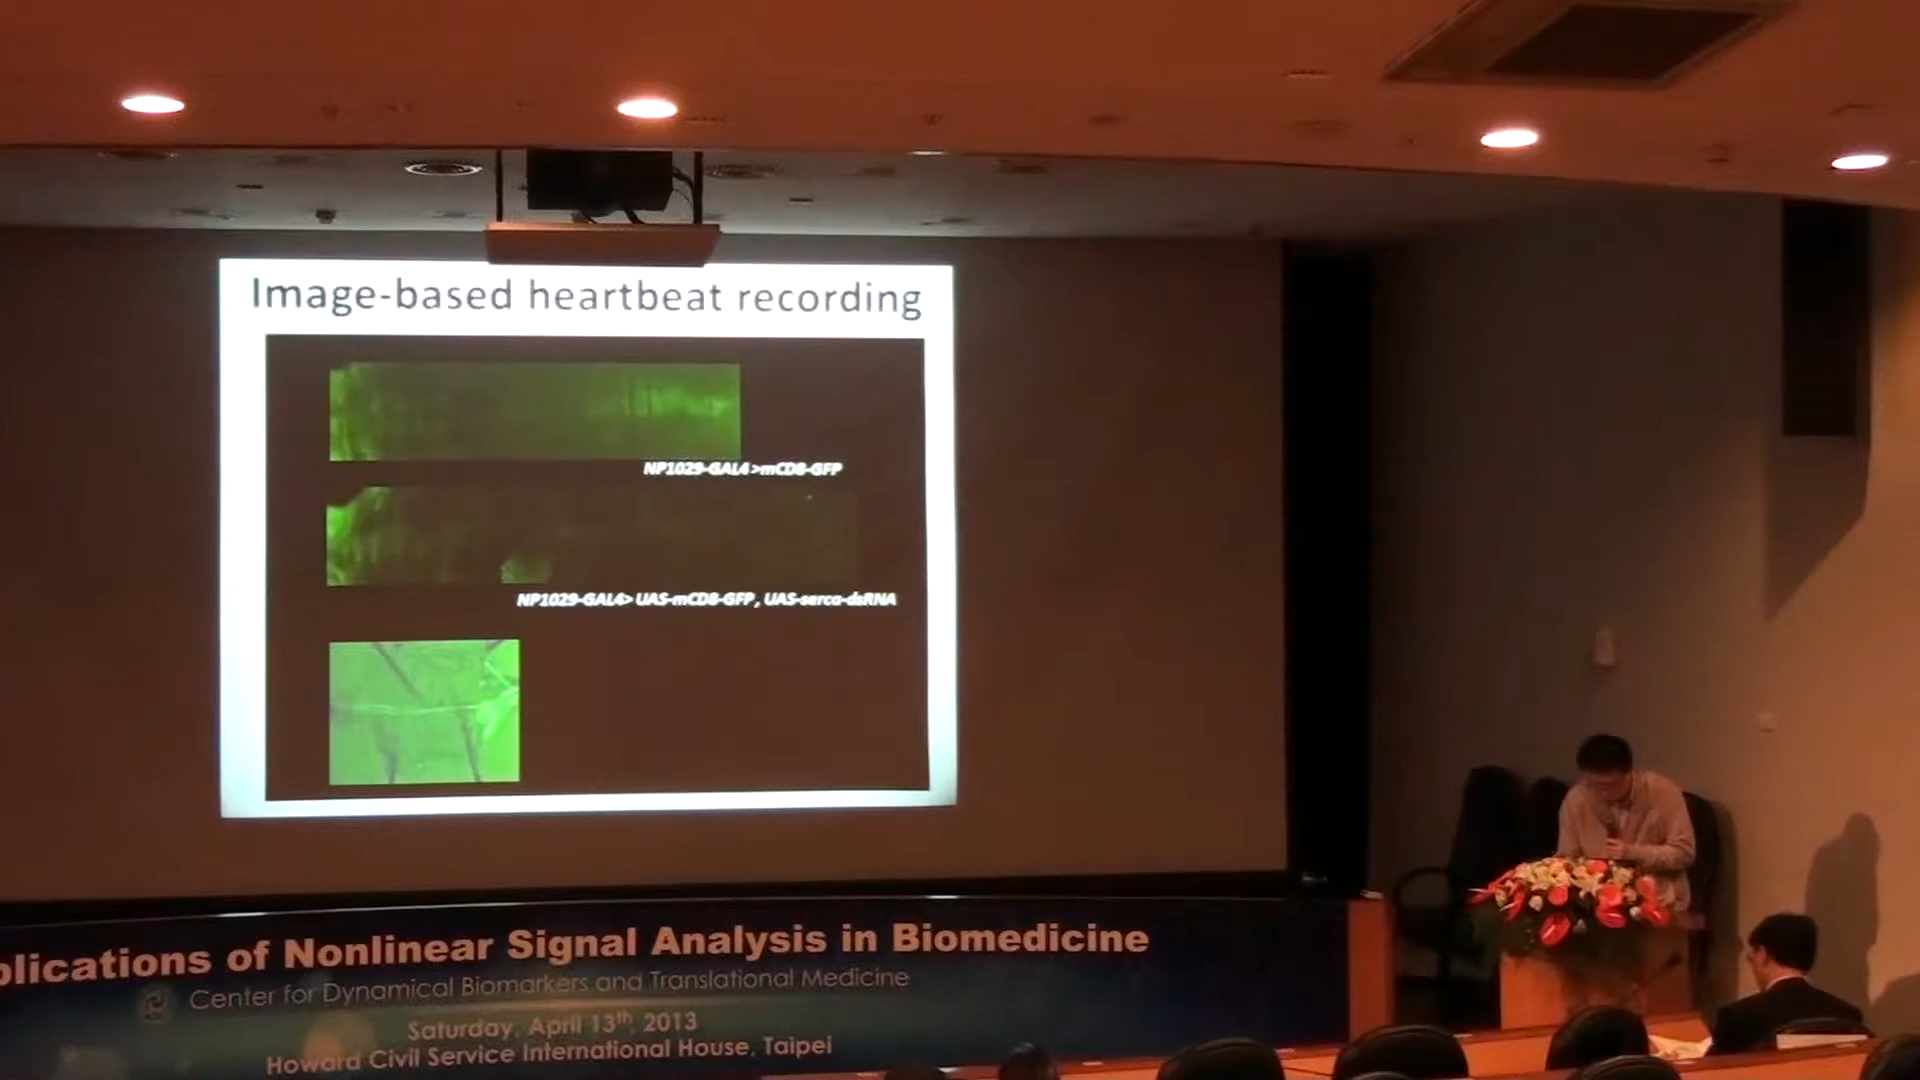 Image-based heartbeat recording
NP1029-GAL4>mCD8-GFP
NP1029-GAL4> UAS-mCD8-GFP, UAS-serca-dsRNA
plications of Nonlinear Signal Analysis in Biomedicine
Center for Dynamical Biomarkers and Translational Medicine
Saturday, April 13th, 2013
Howard Civil Service International House, Taipei